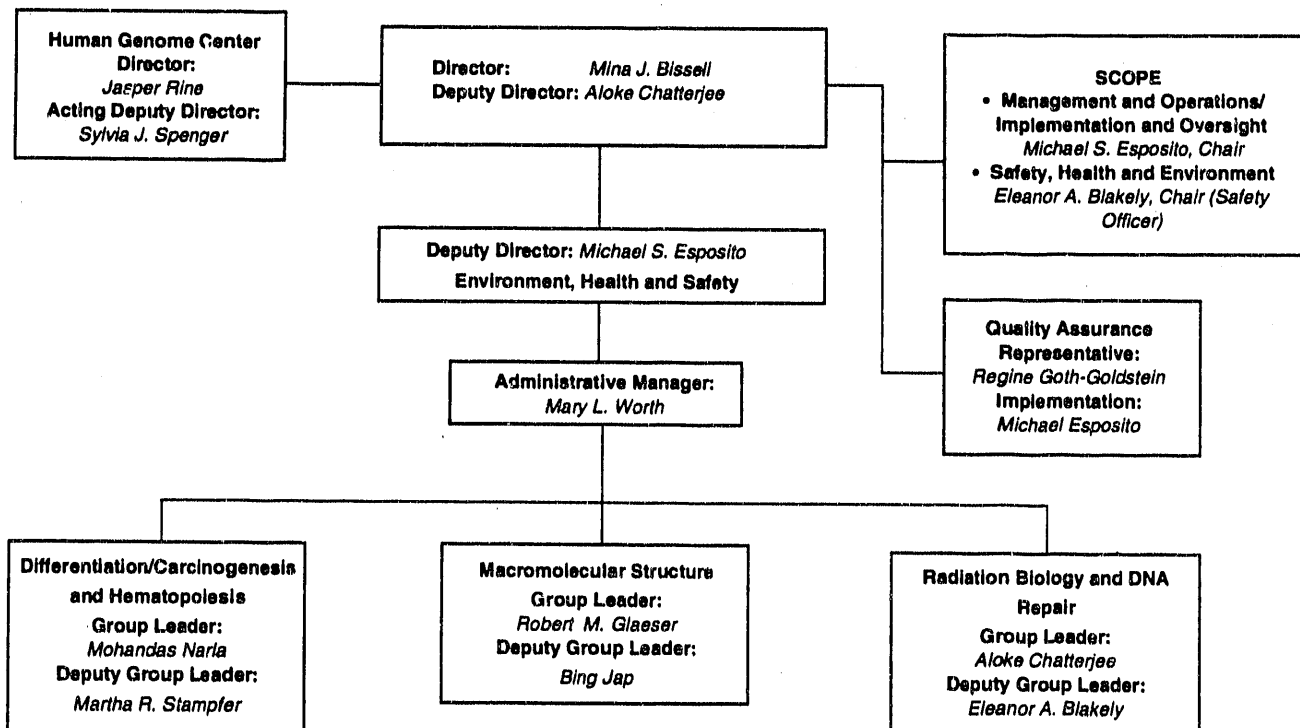 Human Genome Center
Director:
Jasper Rine
Acting Deputy Director:
Sylvia J. Spenger
Director: Mina J. Bissell
Deputy Director: Aloke Chatterjee
SCOPE
• Management and Operations/
Implementation and Oversight
Michael S. Esposito, Chair
• Safety, Health and Environment
Eleanor A. Blakely, Chair (Safety
Officer)
Deputy Director: Michael S. Esposito
Environment, Health and Safety
Quality Assurance
Representative:
Regine Goth-Goldstein
Implementation:
Michael Esposito
Administrative Manager:
Mary L. Worth
Differentiation/Carcinogenesis
and Hematopoiesis
Group Leader:
Mohandas Narla
Deputy Group Leader:
Martha R. Stampfer
Macromolecular Structure
Group Leader:
Robert M. Glaeser
Deputy Group Leader:
Bing Jap
Radiation Biology and DNA
Repair
Group Leader:
Aloke Chatterjee
Deputy Group Leader:
Eleanor A. Blakely